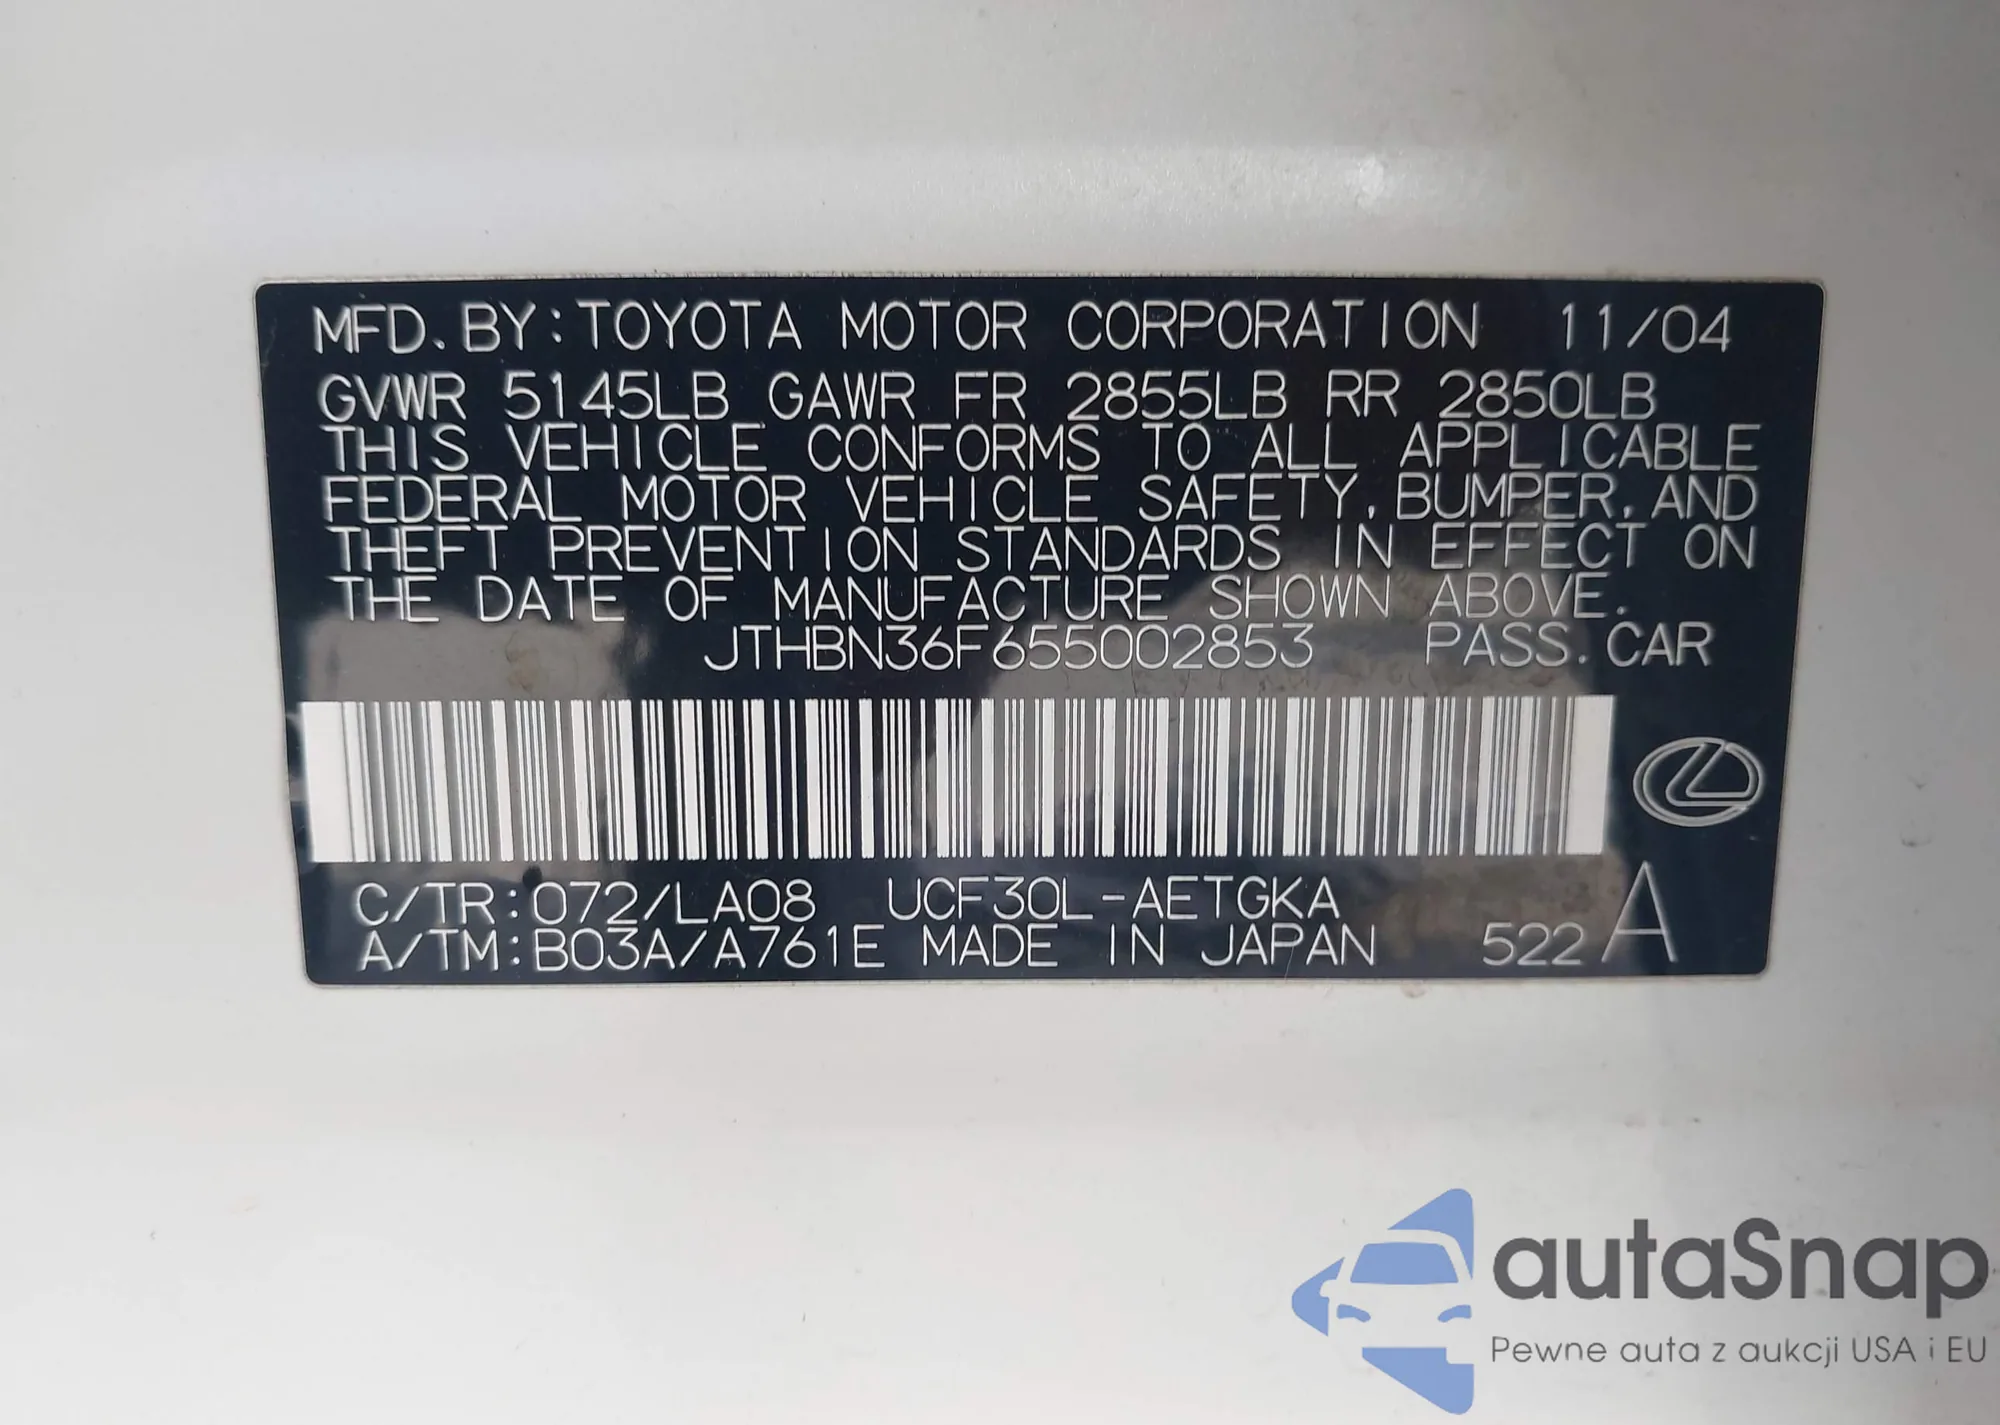 MFD. BY: TOYOTA MOTOR CORPORATION 11/04
GVWR 5145LB GAWR FR 2855LB RR 2850LB
THIS VEHICLE CONFORMS TO ALL APPLICABLE
FEDERAL MOTOR VEHICLE SAFETY, BUMPER, AND
THEFT PREVENTION STANDARDS IN EFFECT ON
THE DATE OF MANUFACTURE SHOWN ABOVE.
JTHBN36F655002853 PASS. CAR
C/TR: 072/LA08 UCF30L-AETGKA
A/TM: B03A/A761E MADE IN JAPAN 522 A
autaSnap
Pewne auta z aukcji USA i EU